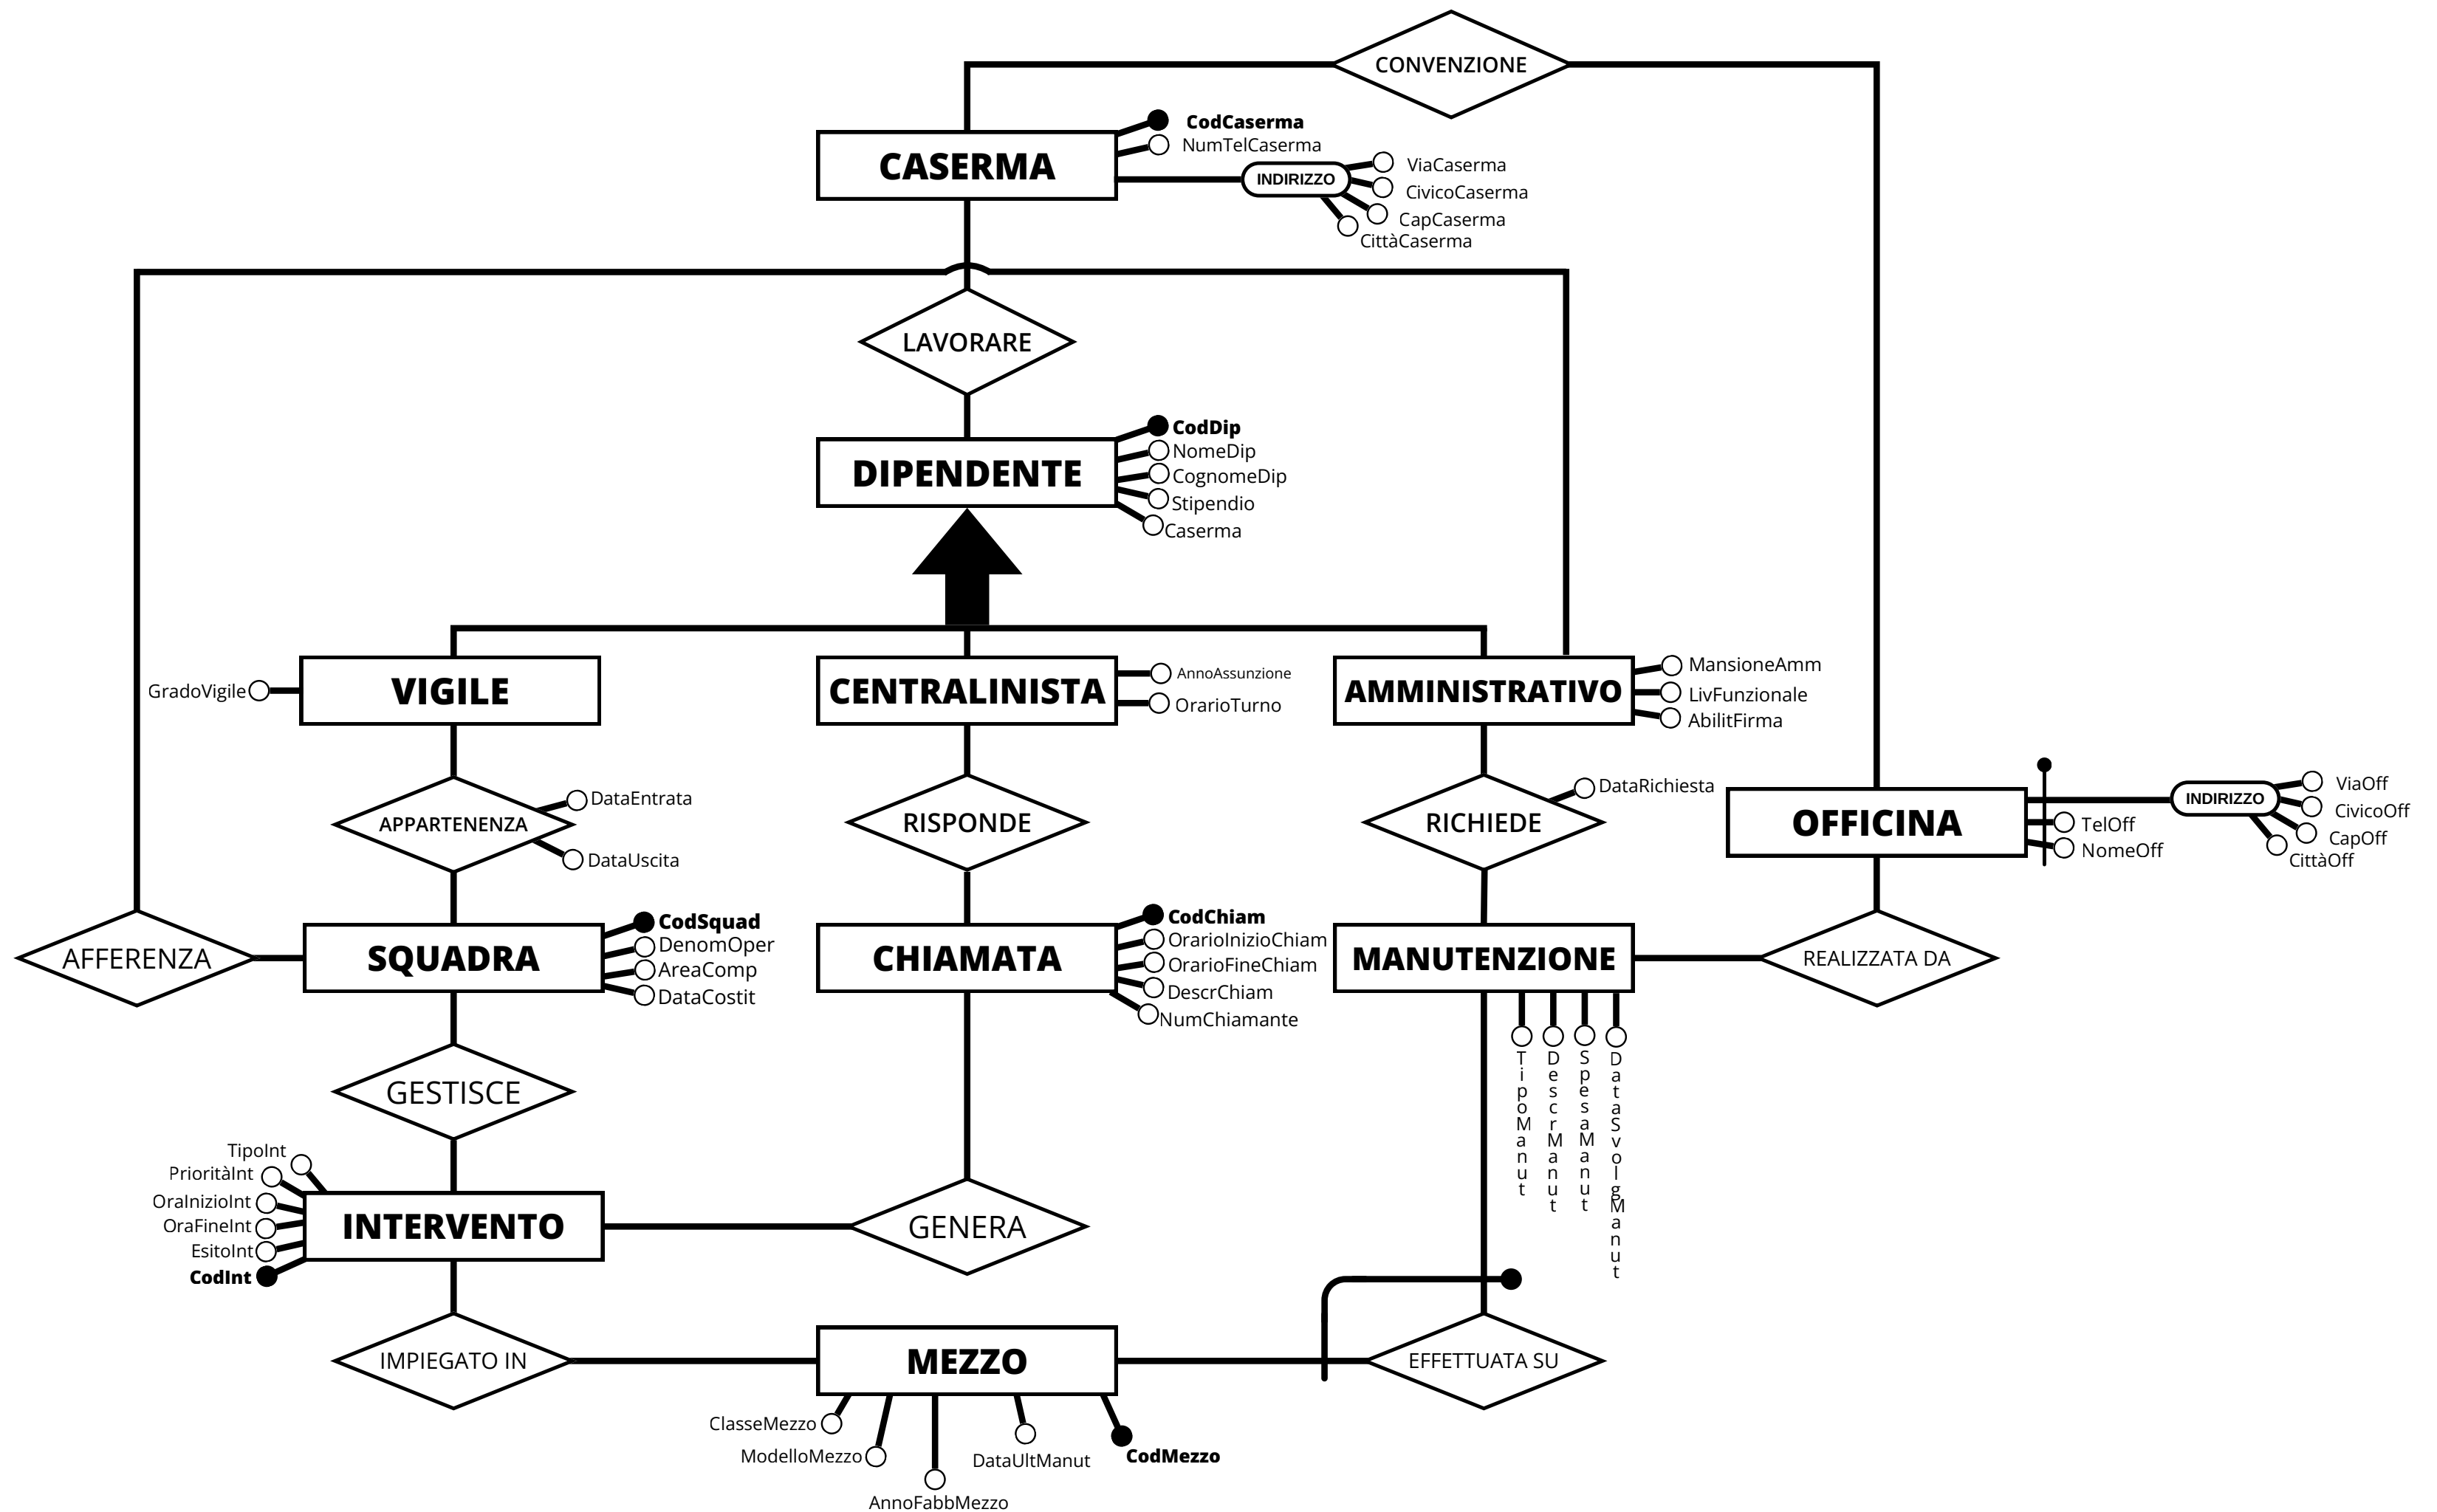 CONVENZIONE
CASERMA
CodCaserma
NumTelCaserma
INDIRIZZO
ViaCaserma
CivicoCaserma
CapCaserma
CittàCaserma
LAVORARE
DIPENDENTE
CodDip
NomeDip
CognomeDip
Stipendio
Caserma
GradoVigile
VIGILE
CENTRALINISTA
AnnoAssunzione
OrarioTurno
AMMINISTRATIVO
MansioneAmm
LivFunzionale
AbilitFirma
APPARTENENZA
DataEntrata
DataUscita
RISPONDE
RICHIEDE
DataRichiesta
OFFICINA
TelOff
NomeOff
INDIRIZZO
ViaOff
CivicoOff
CapOff
CittàOff
AFFERENZA
SQUADRA
CodSquad
DenomOper
AreaComp
DataCostit
CHIAMATA
CodChiam
OrarioInizioChiam
OrarioFineChiam
DescrChiam
NumChiamante
MANUTENZIONE
REALIZZATA DA
TipoManut
DescrManut
SpesaManut
DataSvolgManut
GESTISCE
TipoInt
PrioritàInt
OraInizioInt
OraFineInt
EsitoInt
CodInt
INTERVENTO
GENERA
IMPIEGATO IN
MEZZO
EFFETTUATA SU
ClasseMezzo
ModelloMezzo
AnnoFabbMezzo
DataUltManut
CodMezzo